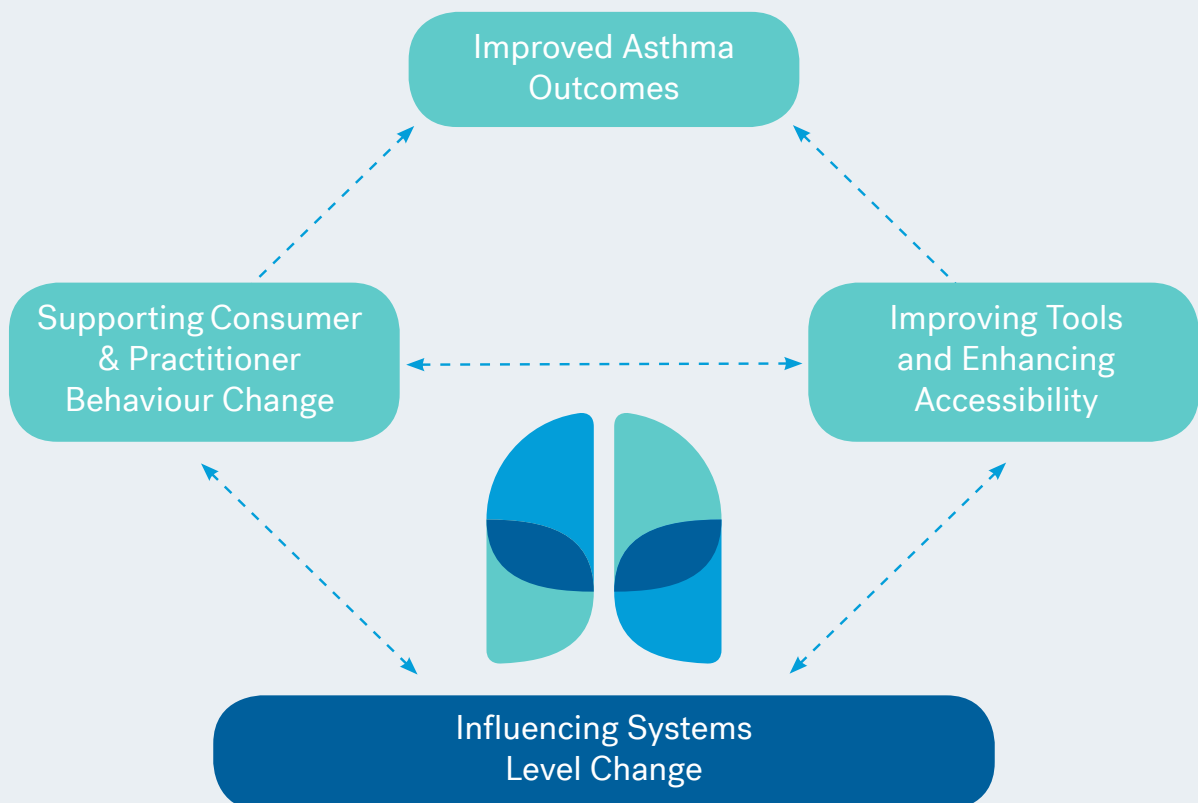 Improved Asthma
Outcomes
Supporting Consumer
& Practitioner
Behaviour Change
Improving Tools
and Enhancing
Accessibility
Influencing Systems
Level Change